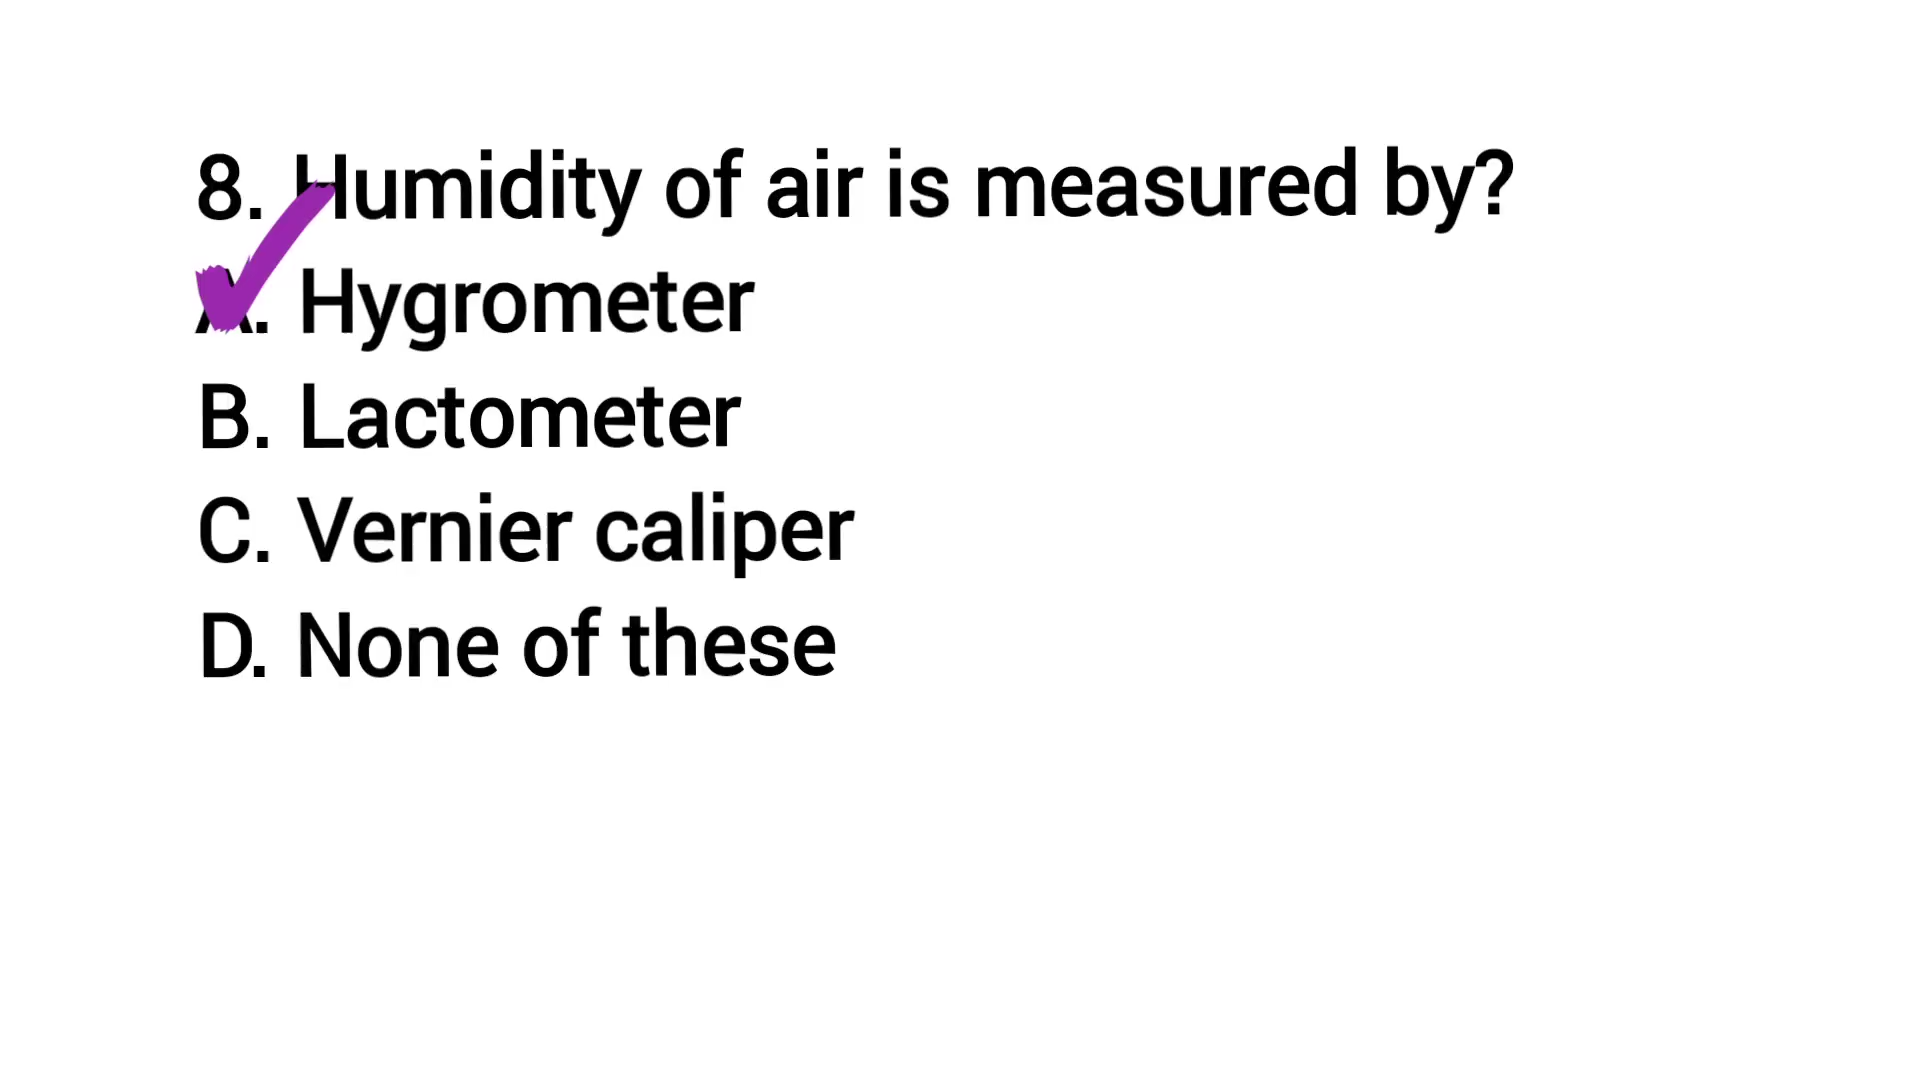 8. Humidity of air is measured by?
A. Hygrometer
B. Lactometer
C. Vernier caliper
D. None of these